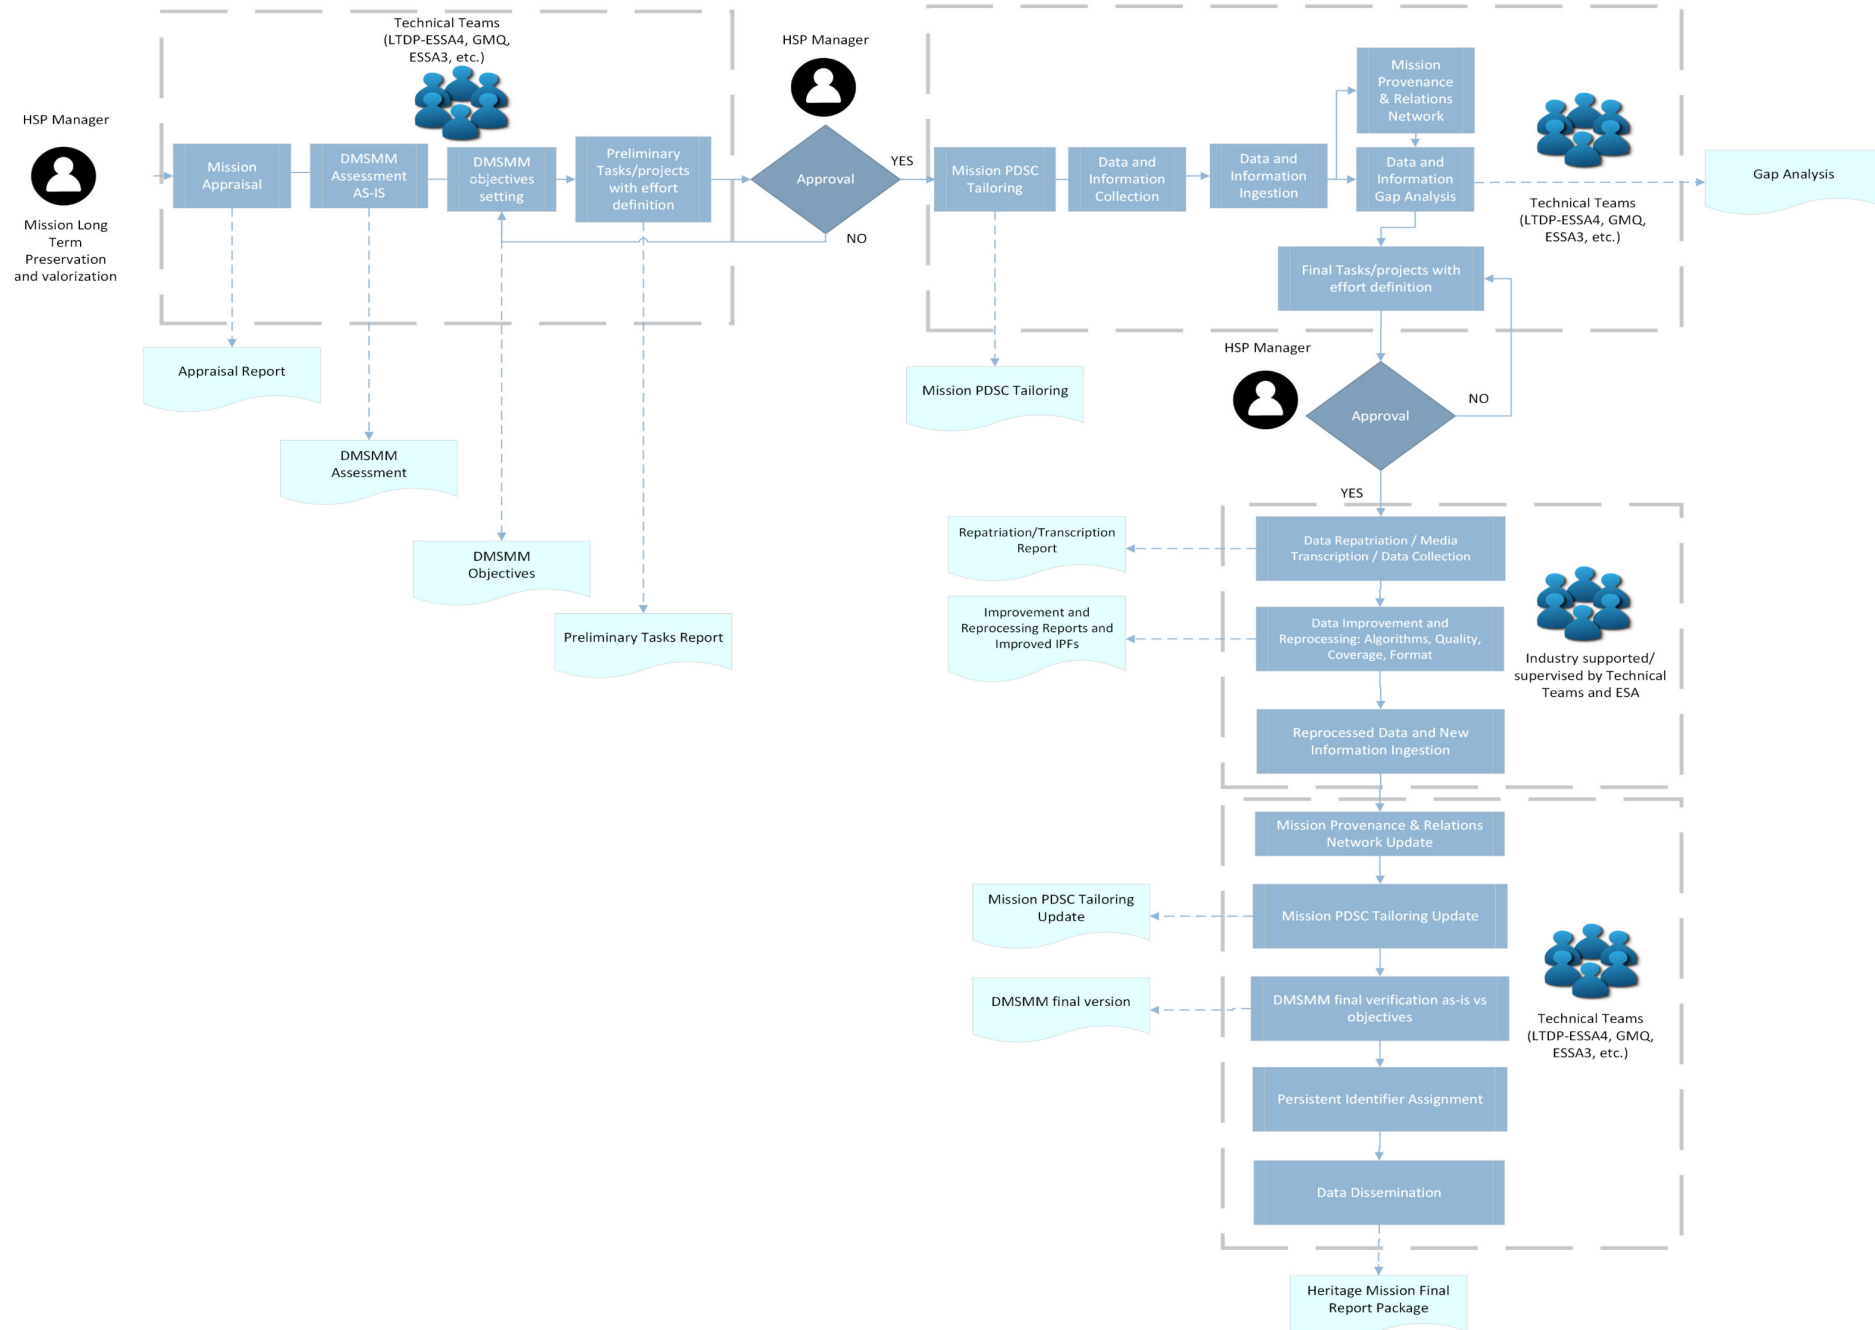 HSP Manager
Mission Long
Term
Preservation
and valorization
Technical Teams
(LTDP-ESSA4, GMQ,
ESSA3, etc.)
Mission
Appraisal
DMSMM
Assessment
AS-IS
DMSMM
objectives
setting
Preliminary
Tasks/projects
with effort
definition
Appraisal Report
DMSMM
Assessment
DMSMM
Objectives
Preliminary Tasks Report
HSP Manager
Approval
YES
NO
Mission PDSC
Tailoring
Data and
Information
Collection
Data and
Information
Ingestion
Mission
Provenance
& Relations
Network
Data and
Information
Gap Analysis
Technical Teams
(LTDP-ESSA4, GMQ,
ESSA3, etc.)
Gap Analysis
Final Tasks/projects with
effort definition
Mission PDSC Tailoring
HSP Manager
Approval
NO
YES
Repatriation/Transcription
Report
Data Repatriation / Media
Transcription / Data Collection
Improvement and
Reprocessing Reports and
Improved IPFs
Data Improvement and
Reprocessing: Algorithms, Quality,
Coverage, Format
Industry supported/
supervised by Technical
Teams and ESA
Reprocessed Data and New
Information Ingestion
Mission Provenance & Relations
Network Update
Mission PDSC Tailoring
Update
Mission PDSC Tailoring Update
DMSMM final version
DMSMM final verification as-is vs
objectives
Technical Teams
(LTDP-ESSA4, GMQ,
ESSA3, etc.)
Persistent Identifier Assignment
Data Dissemination
Heritage Mission Final
Report Package